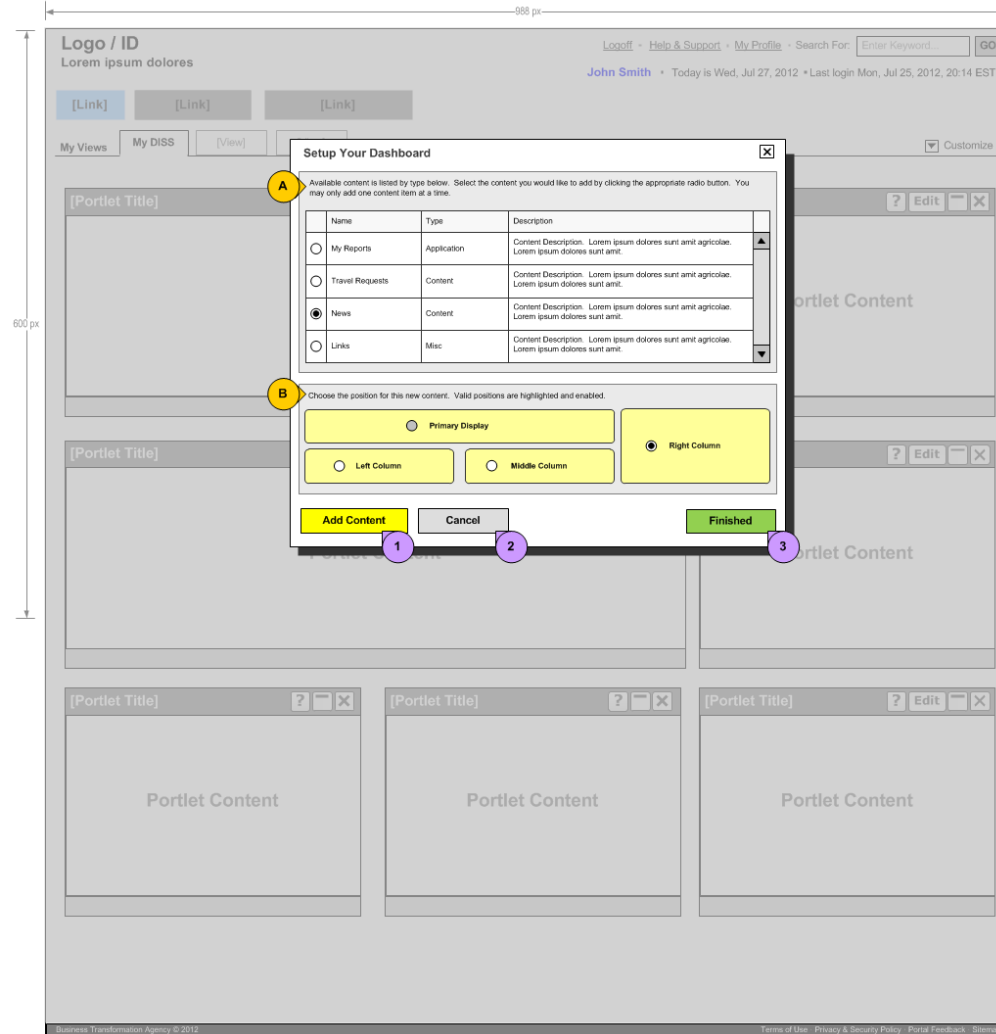 988 px
600 px
Logo / ID
Lorem ipsum dolores
Logoff • Help & Support • My Profile • Search For: Enter Keyword... GO
John Smith • Today is Wed, Jul 27, 2012 • Last login Mon, Jul 25, 2012, 20:14 EST
[Link] [Link] [Link]
My Views My DISS [View] Customize
[Portlet Title] ? Edit
ortlet Content
Setup Your Dashboard
A
Available content is listed by type below. Select the content you would like to add by clicking the appropriate radio button. You
may only add one content item at a time.
Name Type Description
My Reports Application Content Description. Lorem ipsum dolores sunt amit agricolae.
Lorem ipsum dolores sunt amit.
Travel Requests Content Content Description. Lorem ipsum dolores sunt amit agricolae.
Lorem ipsum dolores sunt amit.
News Content Content Description. Lorem ipsum dolores sunt amit agricolae.
Lorem ipsum dolores sunt amit.
Links Misc Content Description. Lorem ipsum dolores sunt amit agricolae.
Lorem ipsum dolores sunt amit.
B
Choose the position for this new content. Valid positions are highlighted and enabled.
Primary Display
Right Column
Left Column Middle Column
Add Content Cancel Finished
1 2 3
[Portlet Title] ? Edit
Portlet Content ortlet Content
[Portlet Title] ? [Portlet Title] ? [Portlet Title] ? Edit
Portlet Content Portlet Content Portlet Content
Business Transformation Agency © 2012 Terms of Use Privacy & Security Policy Portal Feedback Sitema